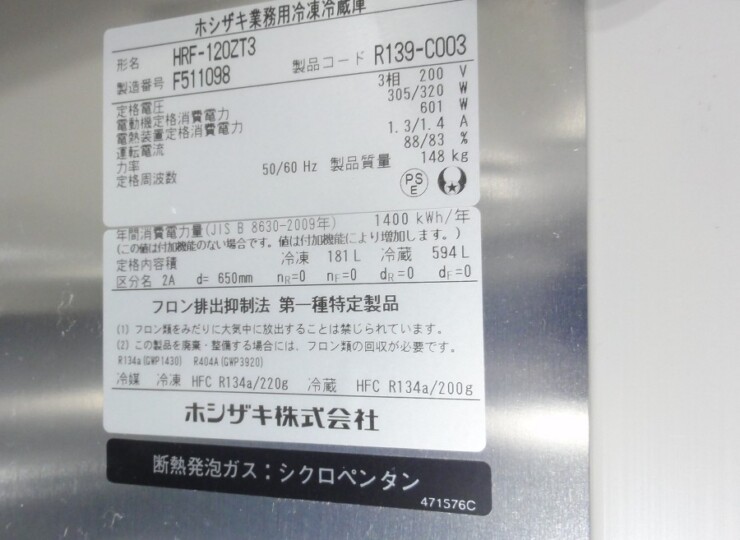 ホシザキ業務用冷凍冷蔵庫
形名 HRF-120ZT3
製造番号 F511098 製品コード R139-C003
定格電圧 3相 200 V
電動機定格消費電力 305/320 W
電熱装置定格消費電力 601 W
運転電流 1.3/1.4 A
力率 88/83 %
定格周波数 50/60 Hz 製品質量 148 kg
PS E
年間消費電力量(JIS B 8630-2009年) 1400 kWh/年
(この値は付加機能のない場合です。値は付加機能により増加します。)
定格内容積 冷凍 181 L 冷蔵 594 L
区分名 2A d= 650mm nR=0 nF=0 dR=0 dF=0
フロン排出抑制法 第一種特定製品
(1) フロン類をみだりに大気中に放出することは禁じられています。
(2) この製品を廃棄・整備する場合には、フロン類の回収が必要です。
R134a(GWP1430) R404A(GWP3920)
冷媒 冷凍 HFC R134a/220g 冷蔵 HFC R134a/200g
ホシザキ株式会社
断熱発泡ガス：シクロペンタン
471576C